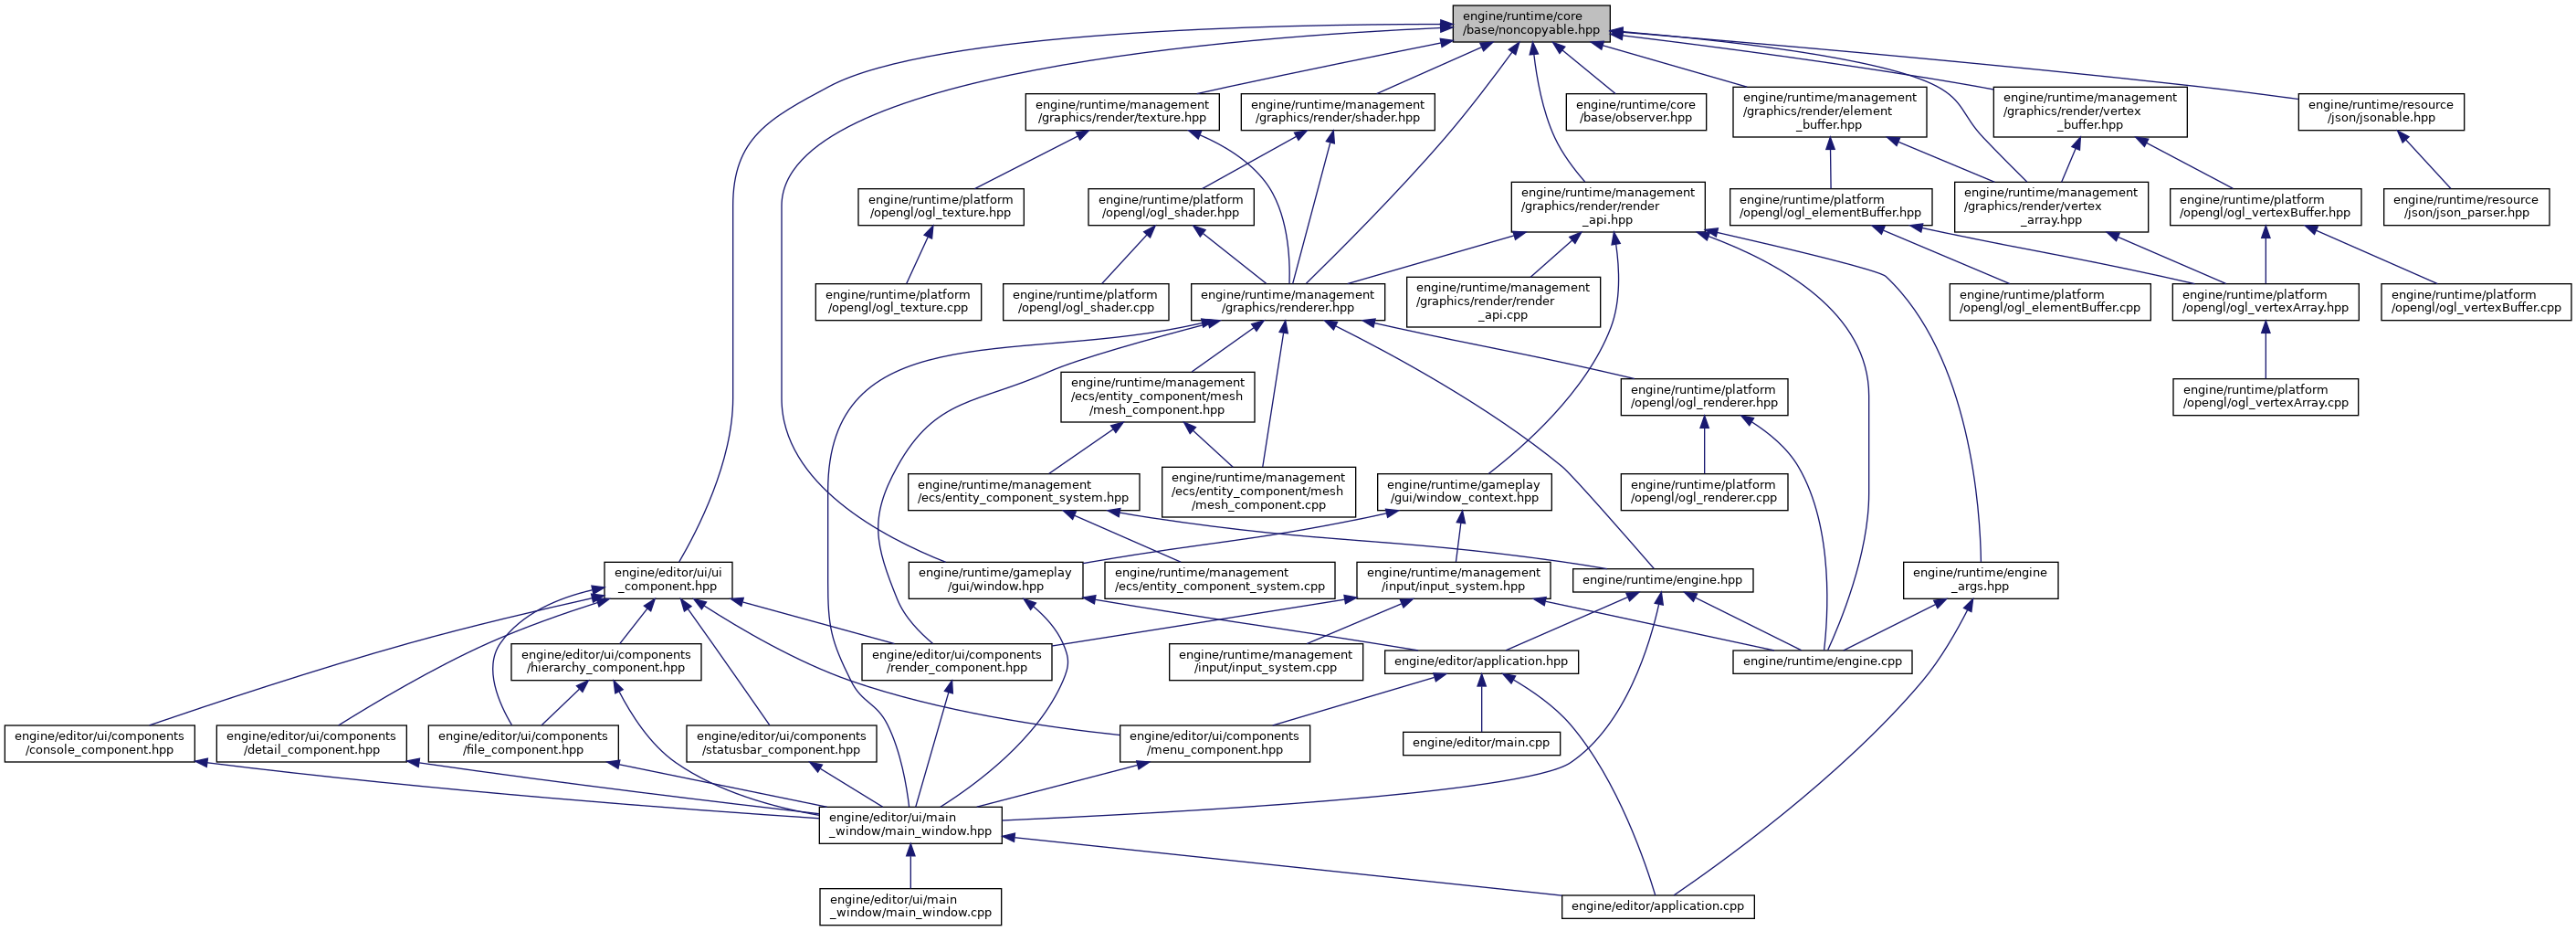 engine/runtime/core
/base/noncopyable.hpp
engine/runtime/management
/graphics/render/texture.hpp
engine/runtime/management
/graphics/render/shader.hpp
engine/runtime/core
/base/observer.hpp
engine/runtime/management
/graphics/render/element
_buffer.hpp
engine/runtime/management
/graphics/render/vertex
_buffer.hpp
engine/runtime/resource
/json/jsonable.hpp
engine/runtime/platform
/opengl/ogl_texture.hpp
engine/runtime/platform
/opengl/ogl_shader.hpp
engine/runtime/management
/graphics/render/render
_api.hpp
engine/runtime/platform
/opengl/ogl_elementBuffer.hpp
engine/runtime/management
/graphics/render/vertex
_array.hpp
engine/runtime/platform
/opengl/ogl_vertexBuffer.hpp
engine/runtime/resource
/json/json_parser.hpp
engine/runtime/platform
/opengl/ogl_texture.cpp
engine/runtime/platform
/opengl/ogl_shader.cpp
engine/runtime/management
/graphics/renderer.hpp
engine/runtime/management
/graphics/render/render
_api.cpp
engine/runtime/platform
/opengl/ogl_elementBuffer.cpp
engine/runtime/platform
/opengl/ogl_vertexArray.hpp
engine/runtime/platform
/opengl/ogl_vertexBuffer.cpp
engine/runtime/management
/ecs/entity_component/mesh
/mesh_component.hpp
engine/runtime/platform
/opengl/ogl_renderer.hpp
engine/runtime/platform
/opengl/ogl_vertexArray.cpp
engine/runtime/management
/ecs/entity_component_system.hpp
engine/runtime/management
/ecs/entity_component/mesh
/mesh_component.cpp
engine/runtime/gameplay
/gui/window_context.hpp
engine/runtime/platform
/opengl/ogl_renderer.cpp
engine/editor/ui/ui
_component.hpp
engine/runtime/gameplay
/gui/window.hpp
engine/runtime/management
/ecs/entity_component_system.cpp
engine/runtime/management
/input/input_system.hpp
engine/runtime/engine.hpp
engine/runtime/engine
_args.hpp
engine/editor/ui/components
/hierarchy_component.hpp
engine/editor/ui/components
/render_component.hpp
engine/runtime/management
/input/input_system.cpp
engine/editor/application.hpp
engine/runtime/engine.cpp
engine/editor/ui/components
/console_component.hpp
engine/editor/ui/components
/detail_component.hpp
engine/editor/ui/components
/file_component.hpp
engine/editor/ui/components
/statusbar_component.hpp
engine/editor/ui/components
/menu_component.hpp
engine/editor/main.cpp
engine/editor/ui/main
_window/main_window.hpp
engine/editor/ui/main
_window/main_window.cpp
engine/editor/application.cpp